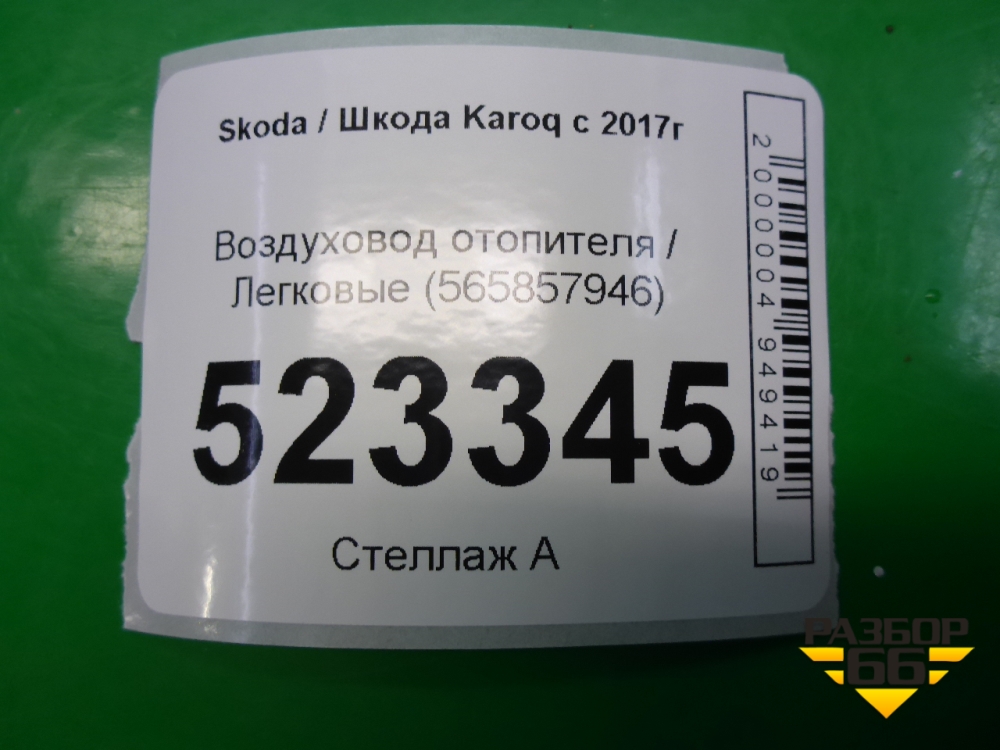 Skoda / Шкода Karoq с 2017г
Воздуховод отопителя /
Легковые (565857946)
523345
Стеллаж А
2000004949419
РАЗБОР
66